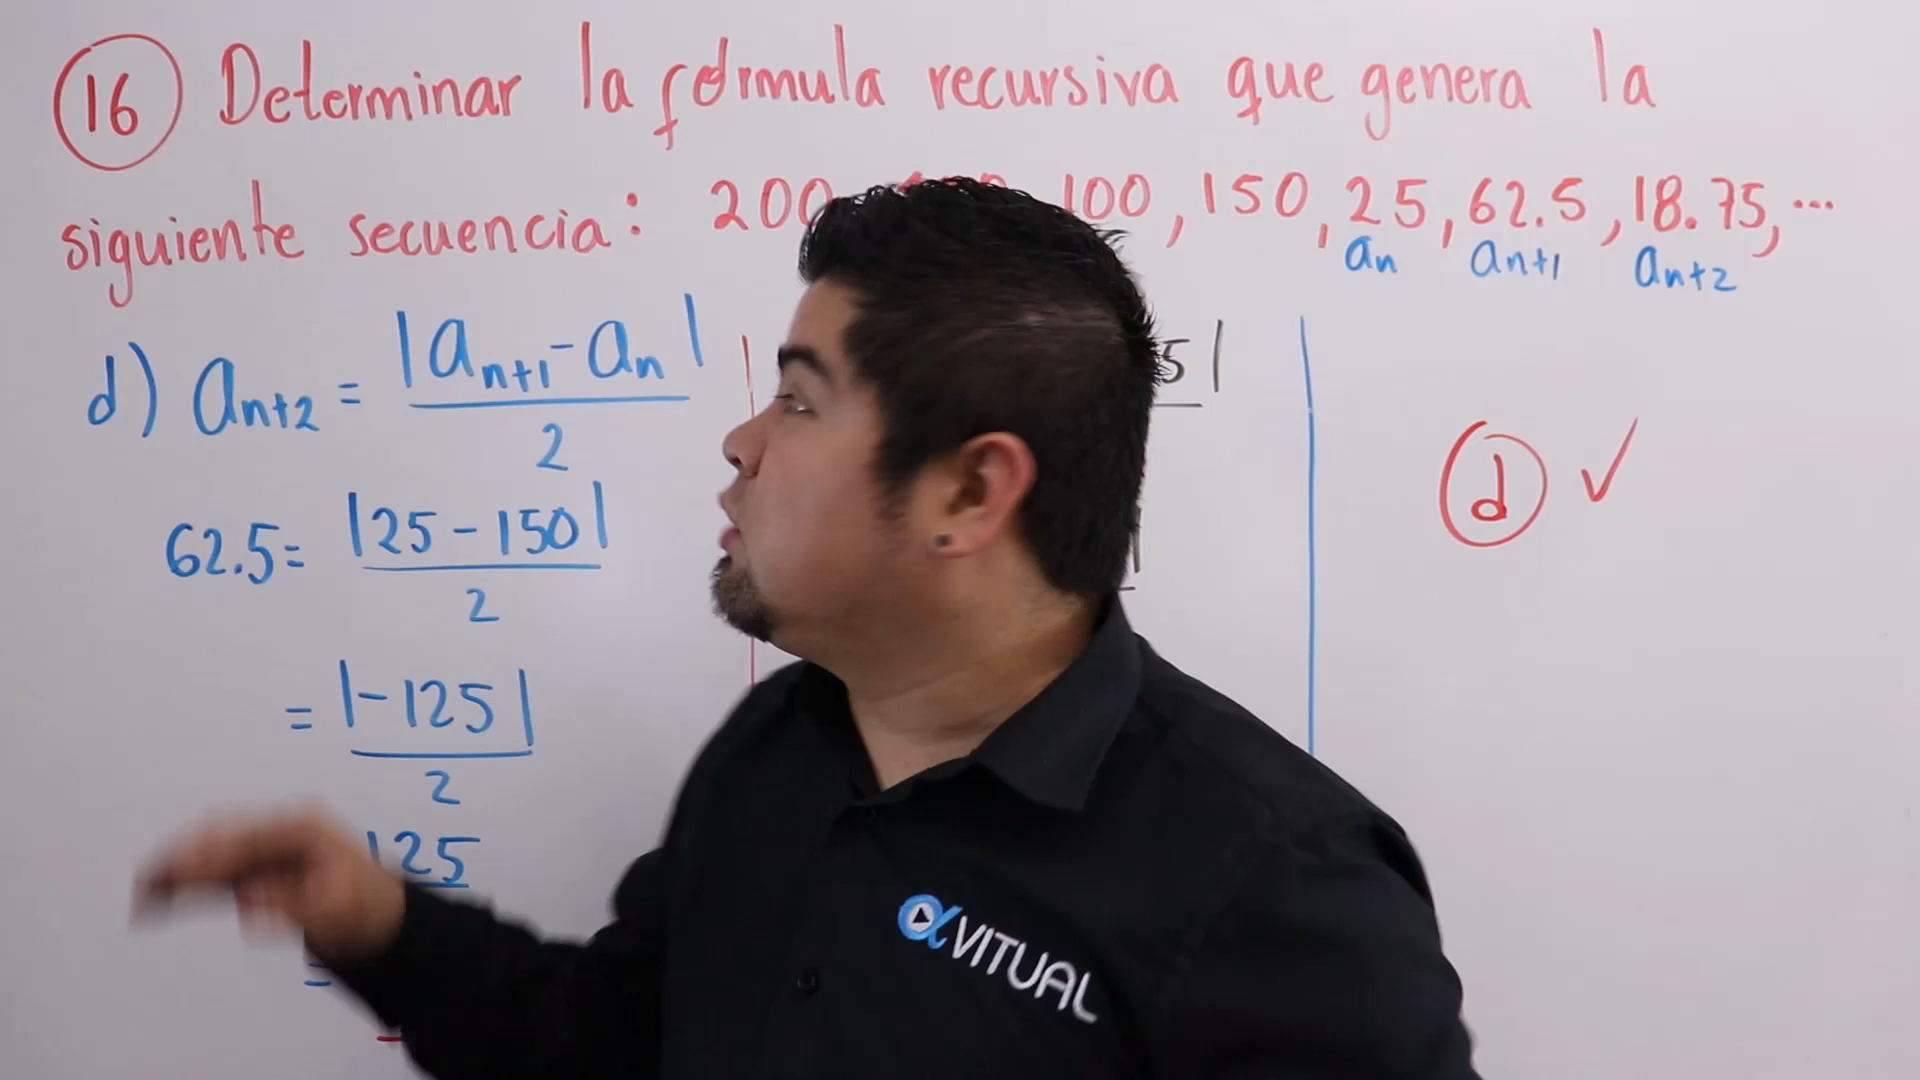 16 Determinar la fórmula recursiva que genera la
siguiente secuencia: 200, 100, 150, 25, 62.5, 18.75, ...
an an+1 an+2
d) an+2 = |an+1 - an| / 2
5|
62.5 = |25 - 150| / 2
= |-125| / 2
125
=
d ✓
VITUAL